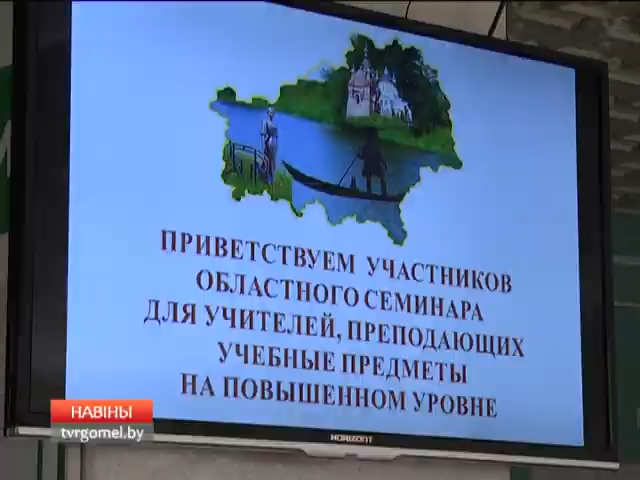 ПРИВЕТСТВУЕМ УЧАСТНИКОВ
ОБЛАСТНОГО СЕМИНАРА
ДЛЯ УЧИТЕЛЕЙ, ПРЕПОДАЮЩИХ
УЧЕБНЫЕ ПРЕДМЕТЫ
НА ПОВЫШЕННОМ УРОВНЕ
НАВІНЫ
tvrgomel.by
HORIZONT